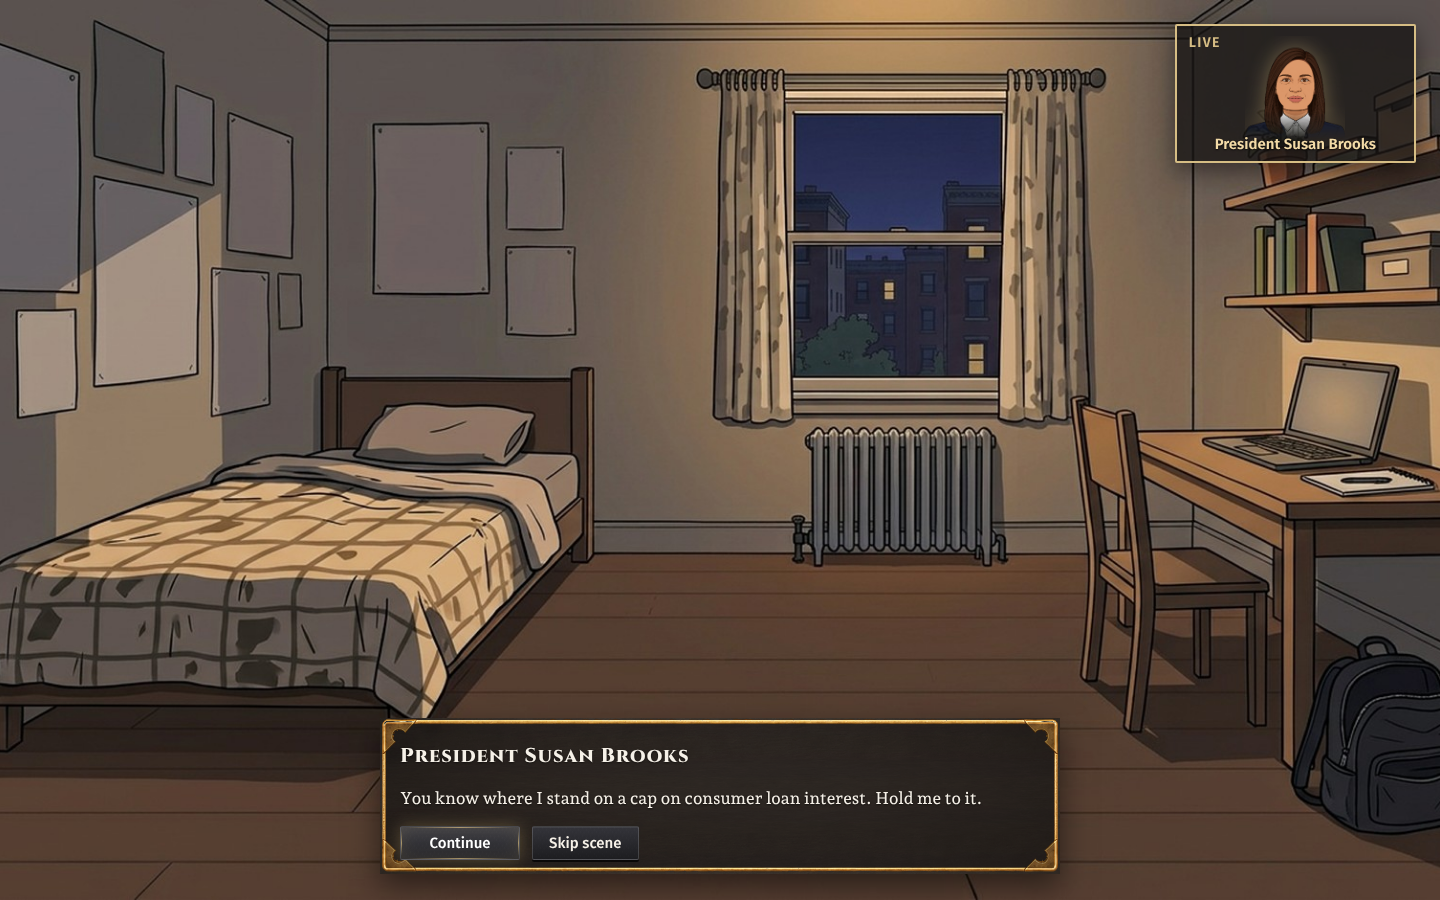 LIVE
President Susan Brooks
President Susan Brooks
You know where I stand on a cap on consumer loan interest. Hold me to it.
Continue
Skip scene